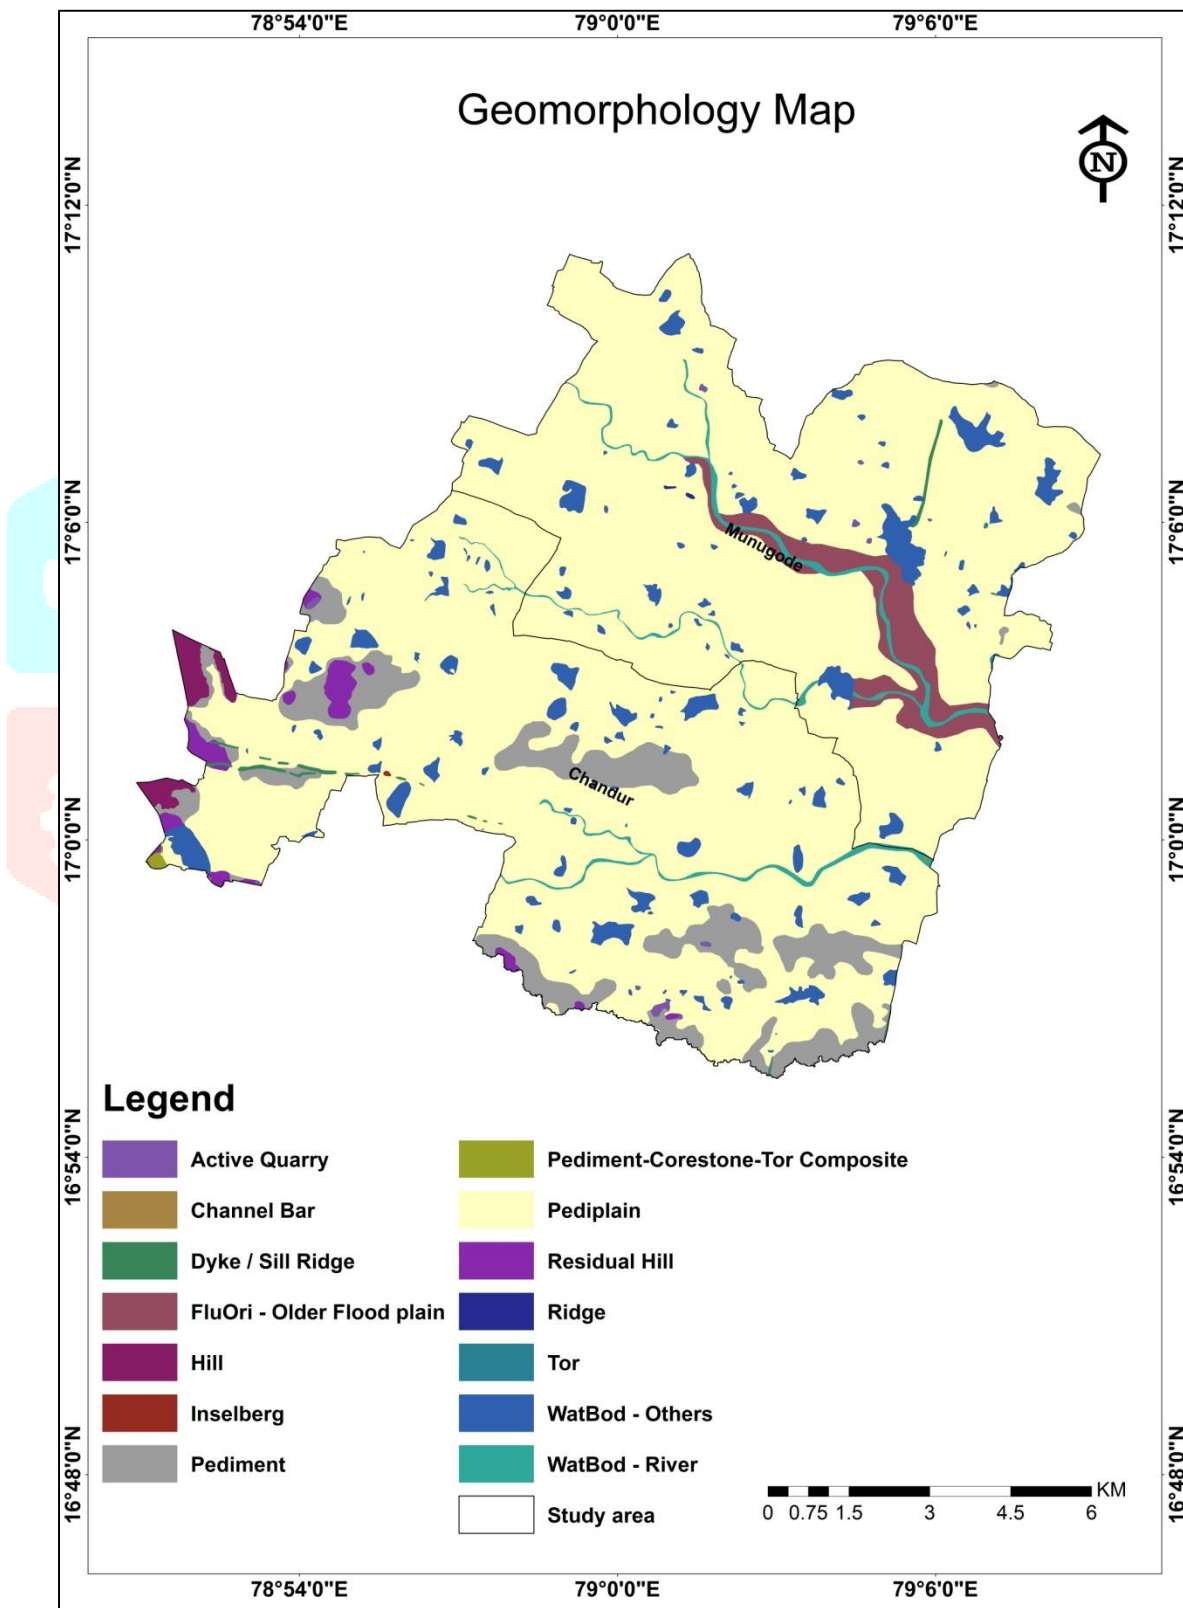 78°54'0"E 79°0'0"E 79°6'0"E
Geomorphology Map
N
17°12'0"N 17°12'0"N
17°6'0"N 17°6'0"N
Munugode
Chandur
17°0'0"N 17°0'0"N
Legend
16°54'0"N 16°54'0"N
Active Quarry
Channel Bar
Dyke / Sill Ridge
FluOri - Older Flood plain
Hill
Inselberg
Pediment
Pediment-Corestone-Tor Composite
Pediplain
Residual Hill
Ridge
Tor
WatBod - Others
WatBod - River
Study area
16°48'0"N 16°48'0"N
KM
0 0.75 1.5 3 4.5 6
78°54'0"E 79°0'0"E 79°6'0"E